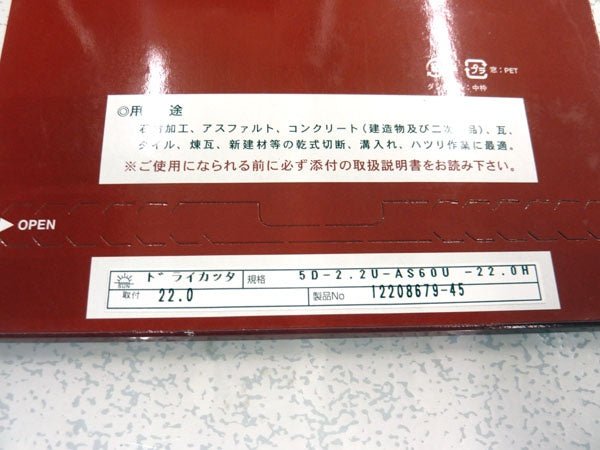 窓：PET
：中枠
◎用 途
石 加工、アスファルト、コンクリート（建造物及び二次 品）、瓦、
タイル、煉瓦、新建材等の乾式切断、溝入れ、ハツリ作業に最適。
※ご使用になられる前に必ず添付の取扱説明書をお読み下さい。
OPEN
SUN ドライカッタ 規格 5D-2.2U-AS60U -22.0H
取付 22.0 製品No 12208679-45